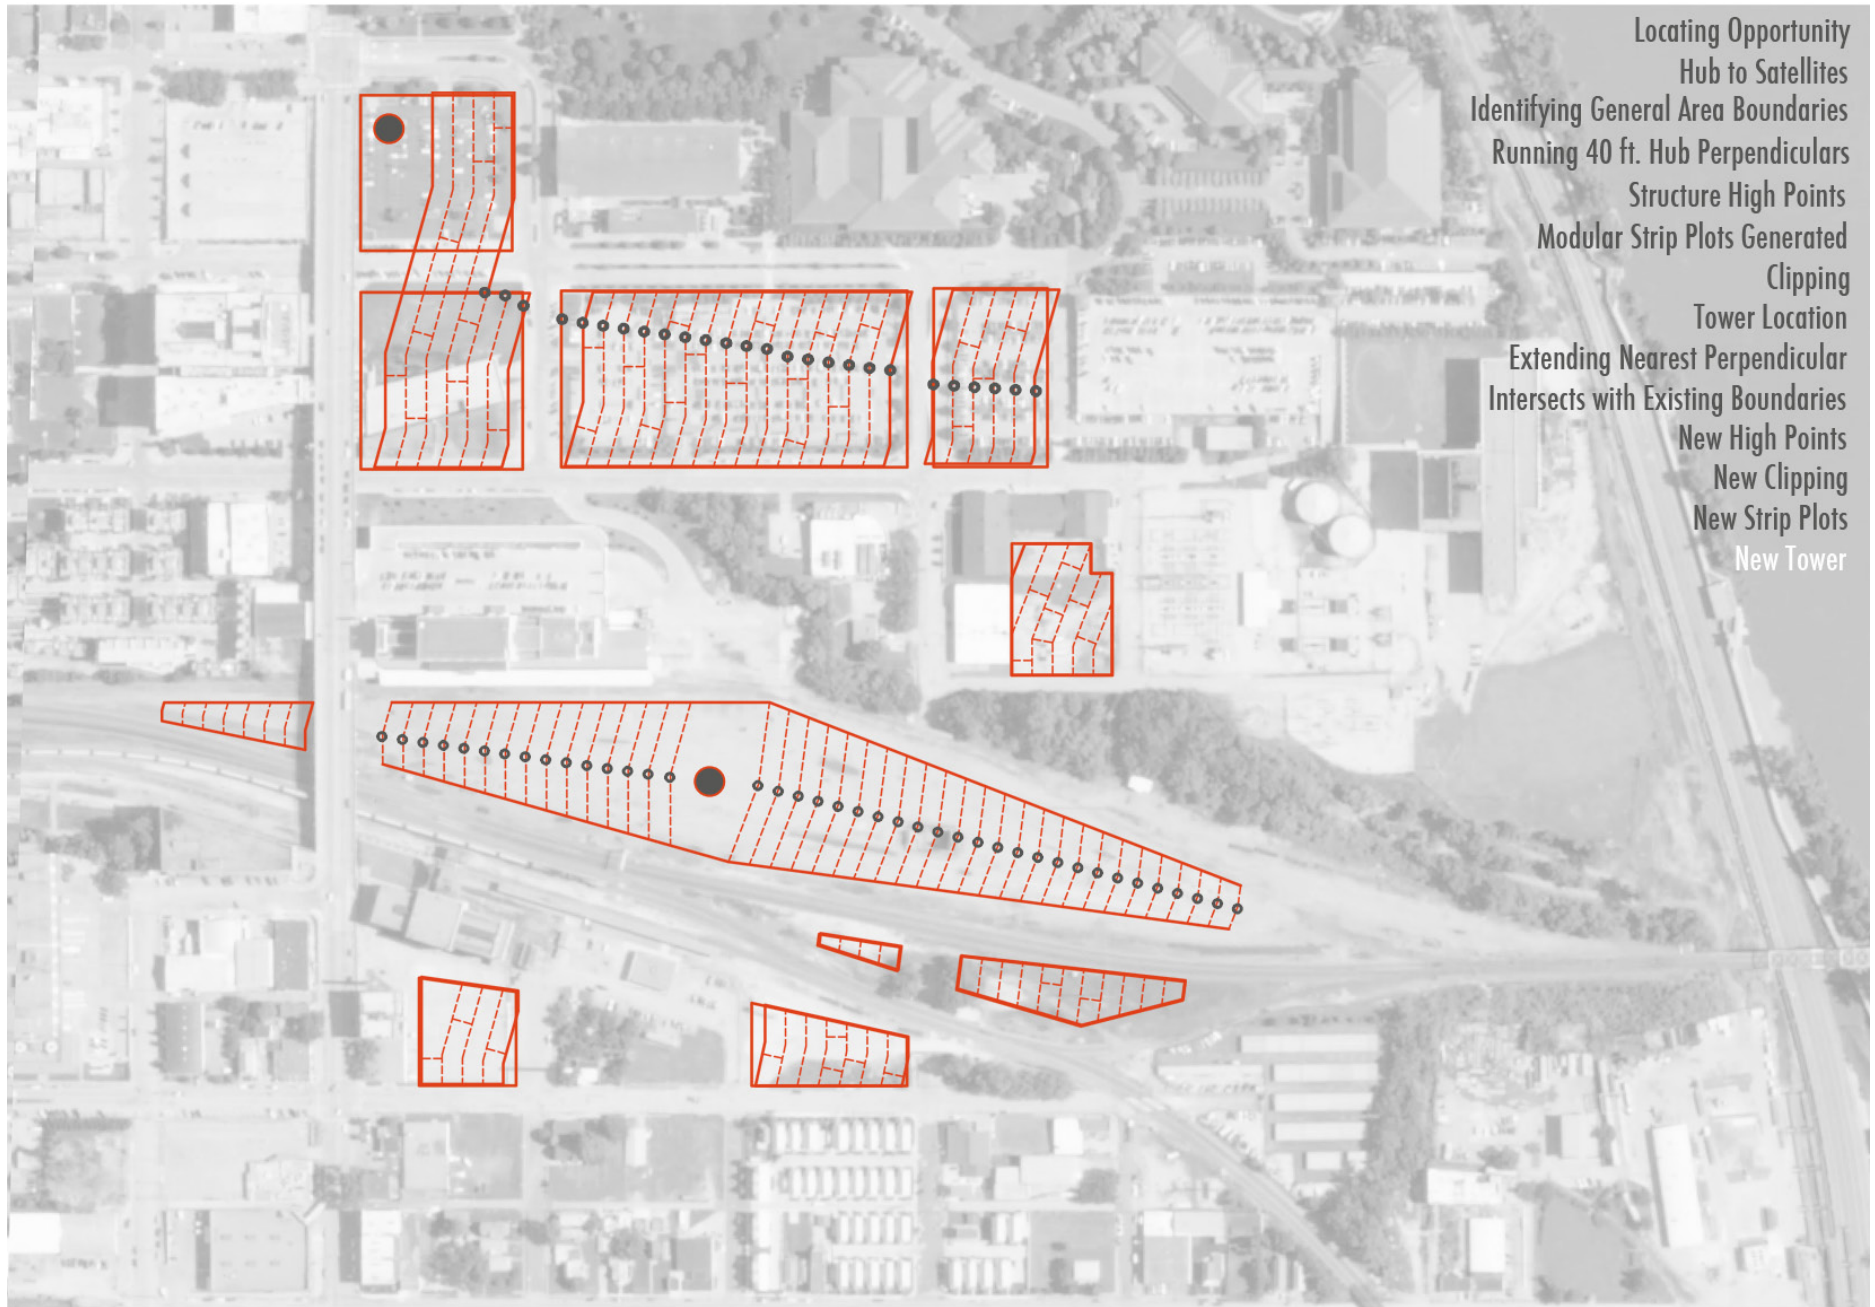 Locating Opportunity
Hub to Satellites
Identifying General Area Boundaries
Running 40 ft. Hub Perpendiculars
Structure High Points
Modular Strip Plots Generated
Clipping
Tower Location
Extending Nearest Perpendicular
Intersects with Existing Boundaries
New High Points
New Clipping
New Strip Plots
New Tower